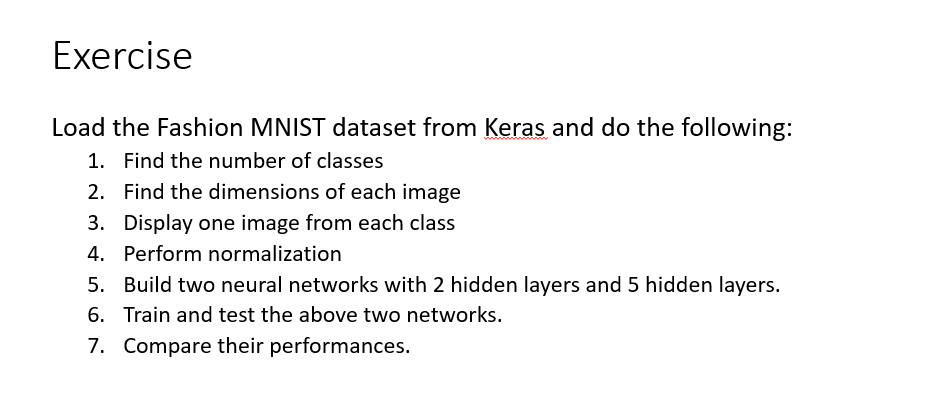 Exercise
Load the Fashion MNIST dataset from Keras and do the following:
1. Find the number of classes
2. Find the dimensions of each image
3. Display one image from each class
4. Perform normalization
5. Build two neural networks with 2 hidden layers and 5 hidden layers.
6. Train and test the above two networks.
7. Compare their performances.